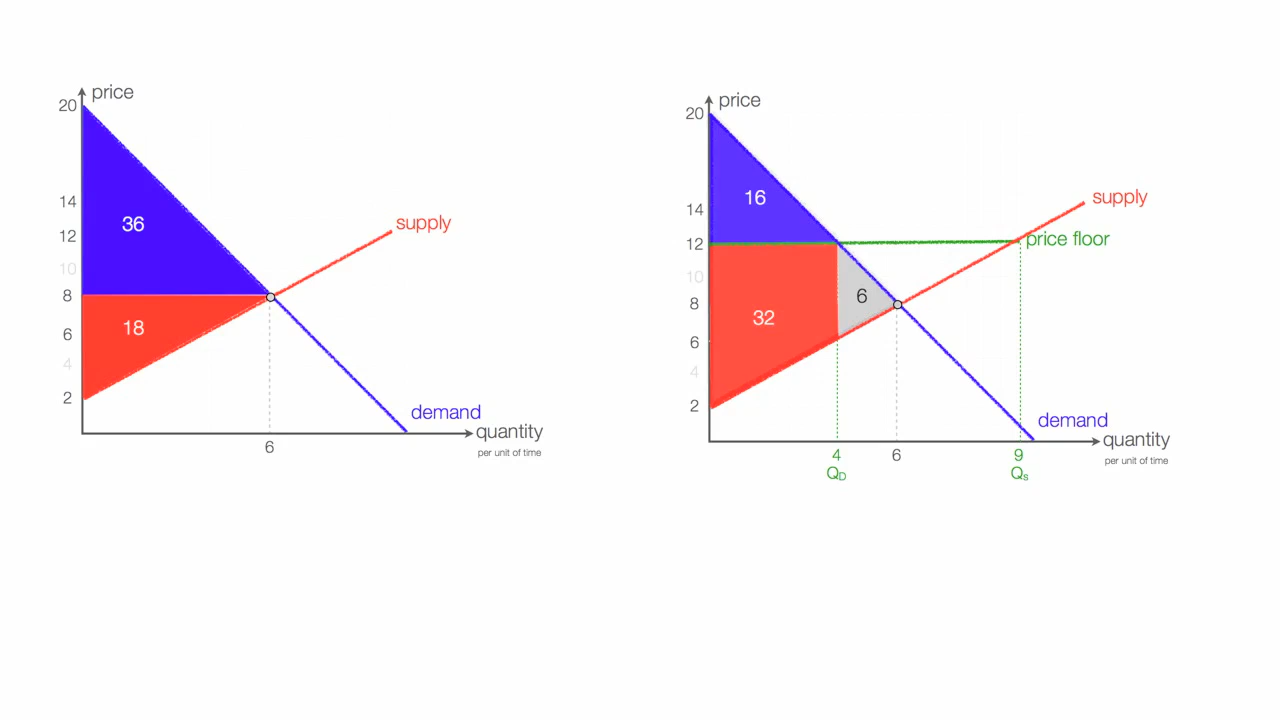 price
20
14
12
10
8
6
4
2
36
18
supply
demand
quantity
per unit of time
6
price
20
14
12
10
8
6
4
2
16
32
6
supply
price floor
demand
quantity
per unit of time
4
6
9
QD
Qs